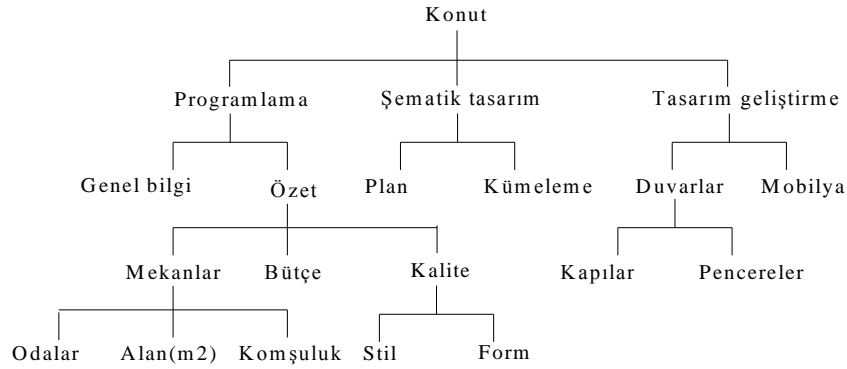 Konut
Programlama Şematik tasarım Tasarım geliştirme
Genel bilgi Özet Plan Kümeleme Duvarlar Mobilya
Mekanlar Bütçe Kalite Kapılar Pencereler
Odalar Alan(m2) Komşuluk Stil Form